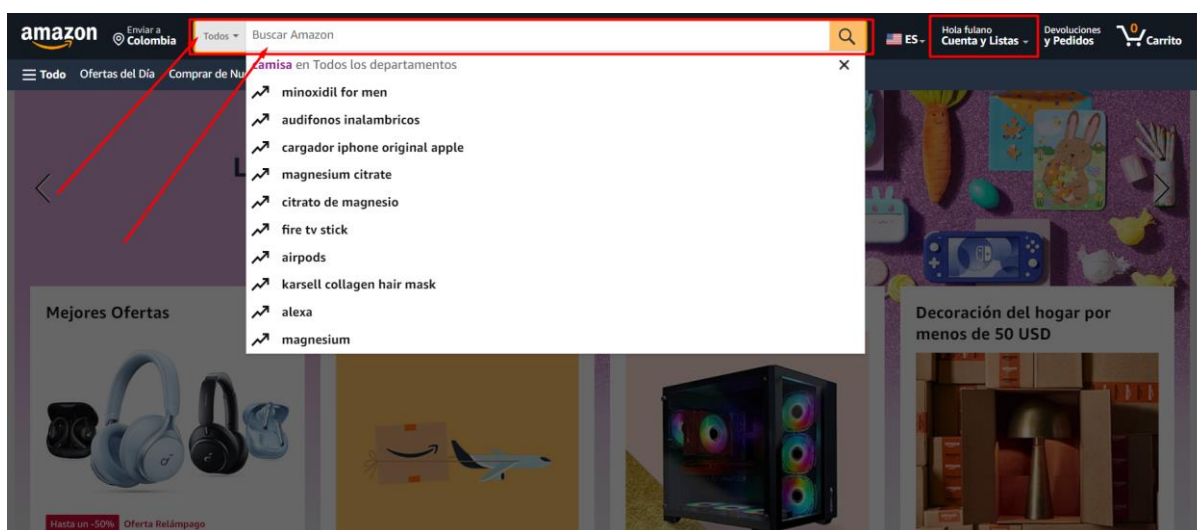 amazon
Enviar a
Colombia
Todos
Buscar Amazon
ES
Hola fulano
Cuenta y Listas
Devoluciones
y Pedidos
0
Carrito
Todo Ofertas del Día Comprar de Nu
camisa en Todos los departamentos
minoxidil for men
audifonos inalambricos
cargador iphone original apple
magnesium citrate
citrato de magnesio
fire tv stick
airpods
karsell collagen hair mask
alexa
magnesium
L
Mejores Ofertas
Decoración del hogar por
menos de 50 USD
Hasta un -50% Oferta Relámpago